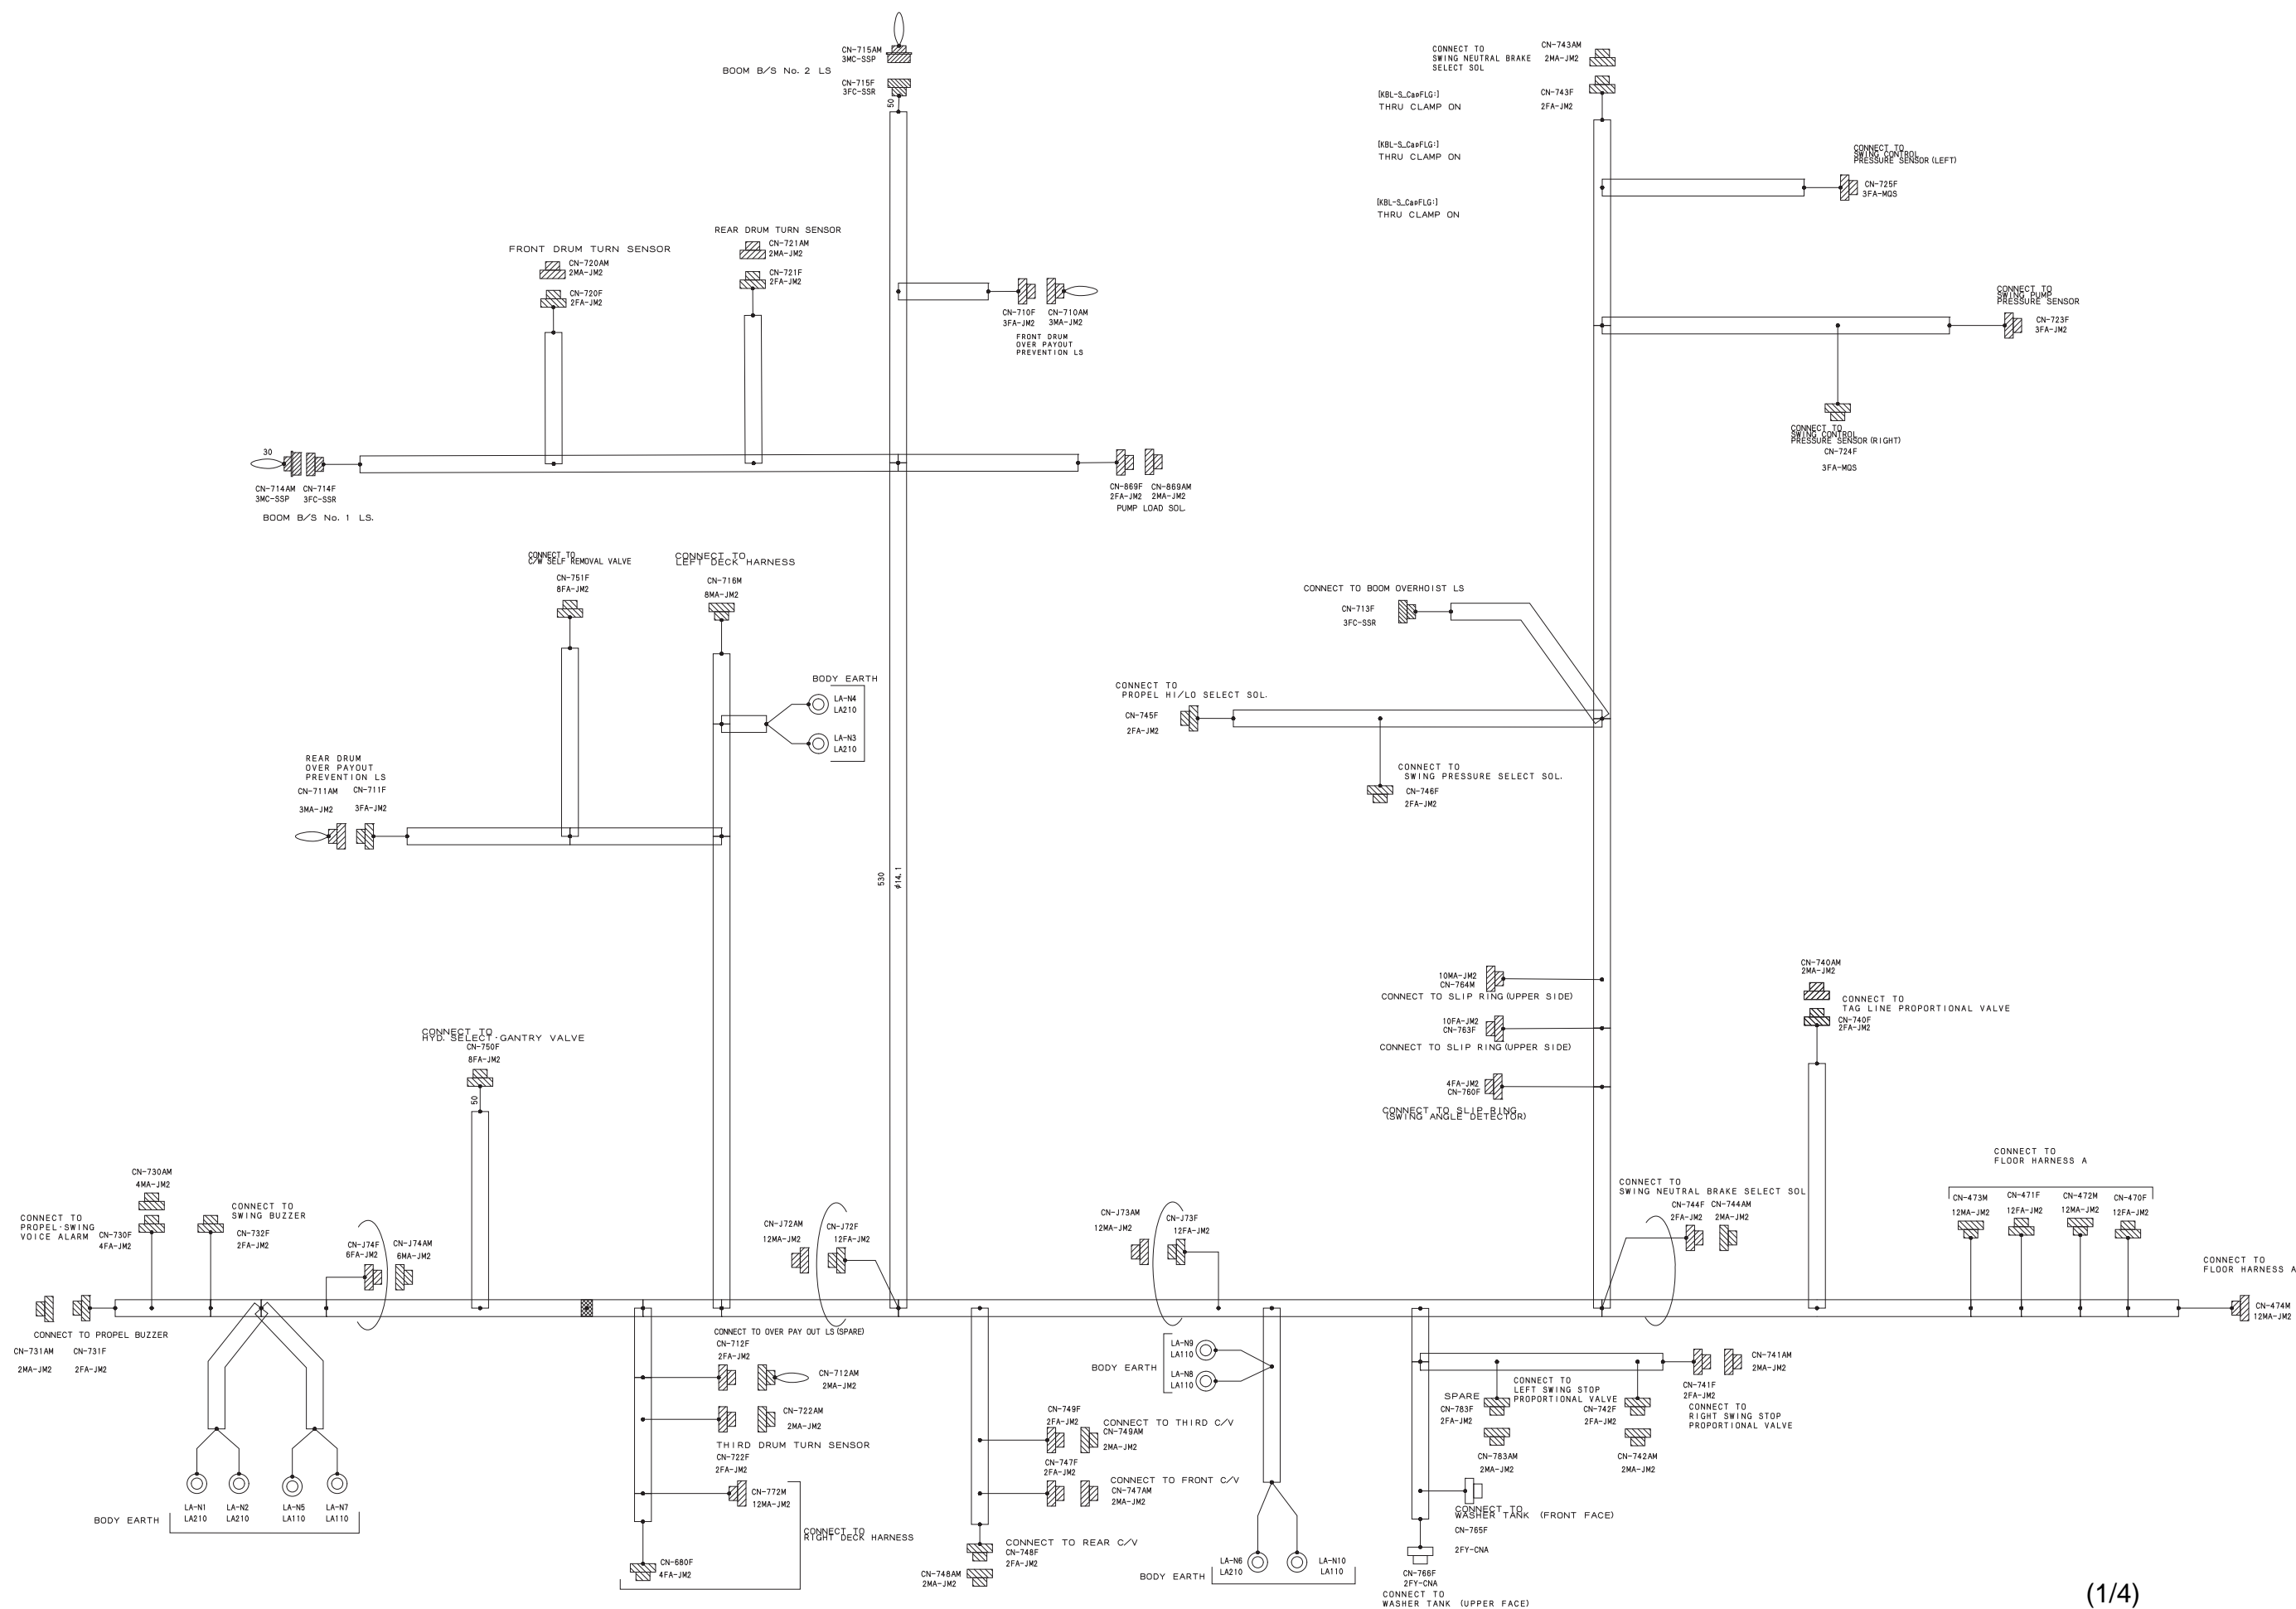 CN-715AM
3MC-SSP
BOOM B/S No. 2 LS
CN-715F
3FC-SSR
50
CONNECT TO
SWING NEUTRAL BRAKE
SELECT SOL
CN-743AM
2MA-JM2
CN-743F
2FA-JM2
[KBL-S_CapFLG:]
THRU CLAMP ON
[KBL-S_CapFLG:]
THRU CLAMP ON
[KBL-S_CapFLG:]
THRU CLAMP ON
CONNECT TO
SWING CONTROL
PRESSURE SENSOR (LEFT)
CN-725F
3FA-MQS
FRONT DRUM TURN SENSOR
CN-720AM
2MA-JM2
CN-720F
2FA-JM2
REAR DRUM TURN SENSOR
CN-721AM
2MA-JM2
CN-721F
2FA-JM2
CN-710F
3FA-JM2
CN-710AM
3MA-JM2
FRONT DRUM
OVER PAYOUT
PREVENTION LS
CONNECT TO
SWING PUMP
PRESSURE SENSOR
CN-723F
3FA-JM2
CONNECT TO
SWING CONTROL
PRESSURE SENSOR (RIGHT)
CN-724F
3FA-MQS
30
CN-714AM
3MC-SSP
CN-714F
3FC-SSR
BOOM B/S No. 1 LS.
CN-869F
2FA-JM2
CN-869AM
2MA-JM2
PUMP LOAD SOL.
CONNECT TO
C/W SELF REMOVAL VALVE
CN-751F
8FA-JM2
CONNECT TO
LEFT DECK HARNESS
CN-716M
8MA-JM2
BODY EARTH
LA-N4
LA210
LA-N3
LA210
CONNECT TO BOOM OVERHOIST LS
CN-713F
3FC-SSR
CONNECT TO
PROPEL HI/LO SELECT SOL.
CN-745F
2FA-JM2
CONNECT TO
SWING PRESSURE SELECT SOL.
CN-746F
2FA-JM2
REAR DRUM
OVER PAYOUT
PREVENTION LS
CN-711AM
3MA-JM2
CN-711F
3FA-JM2
530
φ14.1
10MA-JM2
CN-764M
CONNECT TO SLIP RING (UPPER SIDE)
10FA-JM2
CN-763F
CONNECT TO SLIP RING (UPPER SIDE)
4FA-JM2
CN-760F
CONNECT TO SLIP RING
(SWING ANGLE DETECTOR)
CN-740AM
2MA-JM2
CONNECT TO
TAG LINE PROPORTIONAL VALVE
CN-740F
2FA-JM2
CONNECT TO
HYD. SELECT·GANTRY VALVE
CN-750F
8FA-JM2
50
CN-730AM
4MA-JM2
CONNECT TO
PROPEL·SWING
VOICE ALARM
CN-730F
4FA-JM2
CONNECT TO
SWING BUZZER
CN-732F
2FA-JM2
CN-J74F
6FA-JM2
CN-J74AM
6MA-JM2
CN-J72AM
12MA-JM2
CN-J72F
12FA-JM2
CN-J73AM
12MA-JM2
CN-J73F
12FA-JM2
CONNECT TO
SWING NEUTRAL BRAKE SELECT SOL
CN-744F
2FA-JM2
CN-744AM
2MA-JM2
CONNECT TO
FLOOR HARNESS A
CN-473M
12MA-JM2
CN-471F
12FA-JM2
CN-472M
12MA-JM2
CN-470F
12FA-JM2
CONNECT TO
FLOOR HARNESS A
CN-474M
12MA-JM2
CONNECT TO PROPEL BUZZER
CN-731AM
2MA-JM2
CN-731F
2FA-JM2
LA-N1
LA210
LA-N2
LA210
LA-N5
LA110
LA-N7
LA110
BODY EARTH
CONNECT TO OVER PAY OUT LS (SPARE)
CN-712F
2FA-JM2
CN-712AM
2MA-JM2
CN-722AM
2MA-JM2
THIRD DRUM TURN SENSOR
CN-722F
2FA-JM2
CN-772M
12MA-JM2
CONNECT TO
RIGHT DECK HARNESS
CN-680F
4FA-JM2
CN-749F
2FA-JM2
CONNECT TO THIRD C/V
CN-749AM
2MA-JM2
CN-747F
2FA-JM2
CONNECT TO FRONT C/V
CN-747AM
2MA-JM2
CONNECT TO REAR C/V
CN-748F
2FA-JM2
CN-748AM
2MA-JM2
LA-N9
LA110
BODY EARTH
LA-N8
LA110
LA-N6
LA210
LA-N10
LA110
BODY EARTH
SPARE
CN-783F
2FA-JM2
CN-783AM
2MA-JM2
CONNECT TO
LEFT SWING STOP
PROPORTIONAL VALVE
CN-742F
2FA-JM2
CN-742AM
2MA-JM2
CN-741AM
2MA-JM2
CN-741F
2FA-JM2
CONNECT TO
RIGHT SWING STOP
PROPORTIONAL VALVE
CONNECT TO
WASHER TANK (FRONT FACE)
CN-765F
2FY-CNA
CN-766F
2FY-CNA
CONNECT TO
WASHER TANK (UPPER FACE)
(1/4)